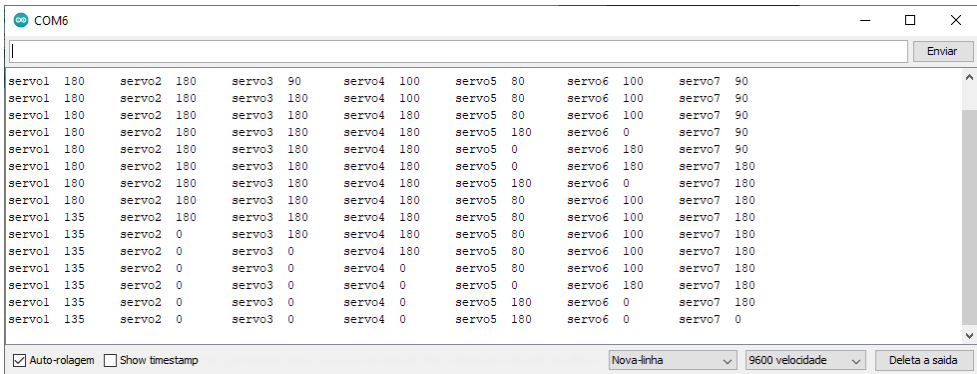 COM6
Enviar
servo1 180 servo2 180 servo3 90 servo4 100 servo5 80 servo6 100 servo7 90
servo1 180 servo2 180 servo3 180 servo4 100 servo5 80 servo6 100 servo7 90
servo1 180 servo2 180 servo3 180 servo4 180 servo5 80 servo6 100 servo7 90
servo1 180 servo2 180 servo3 180 servo4 180 servo5 180 servo6 0 servo7 90
servo1 180 servo2 180 servo3 180 servo4 180 servo5 0 servo6 180 servo7 90
servo1 180 servo2 180 servo3 180 servo4 180 servo5 0 servo6 180 servo7 180
servo1 180 servo2 180 servo3 180 servo4 180 servo5 180 servo6 0 servo7 180
servo1 180 servo2 180 servo3 180 servo4 180 servo5 80 servo6 100 servo7 180
servo1 135 servo2 180 servo3 180 servo4 180 servo5 80 servo6 100 servo7 180
servo1 135 servo2 0 servo3 180 servo4 180 servo5 80 servo6 100 servo7 180
servo1 135 servo2 0 servo3 0 servo4 180 servo5 80 servo6 100 servo7 180
servo1 135 servo2 0 servo3 0 servo4 0 servo5 80 servo6 100 servo7 180
servo1 135 servo2 0 servo3 0 servo4 0 servo5 0 servo6 180 servo7 180
servo1 135 servo2 0 servo3 0 servo4 0 servo5 180 servo6 0 servo7 180
servo1 135 servo2 0 servo3 0 servo4 0 servo5 180 servo6 0 servo7 0
Auto-rolagem Show timestamp Nova-linha 9600 velocidade Deleta a saida